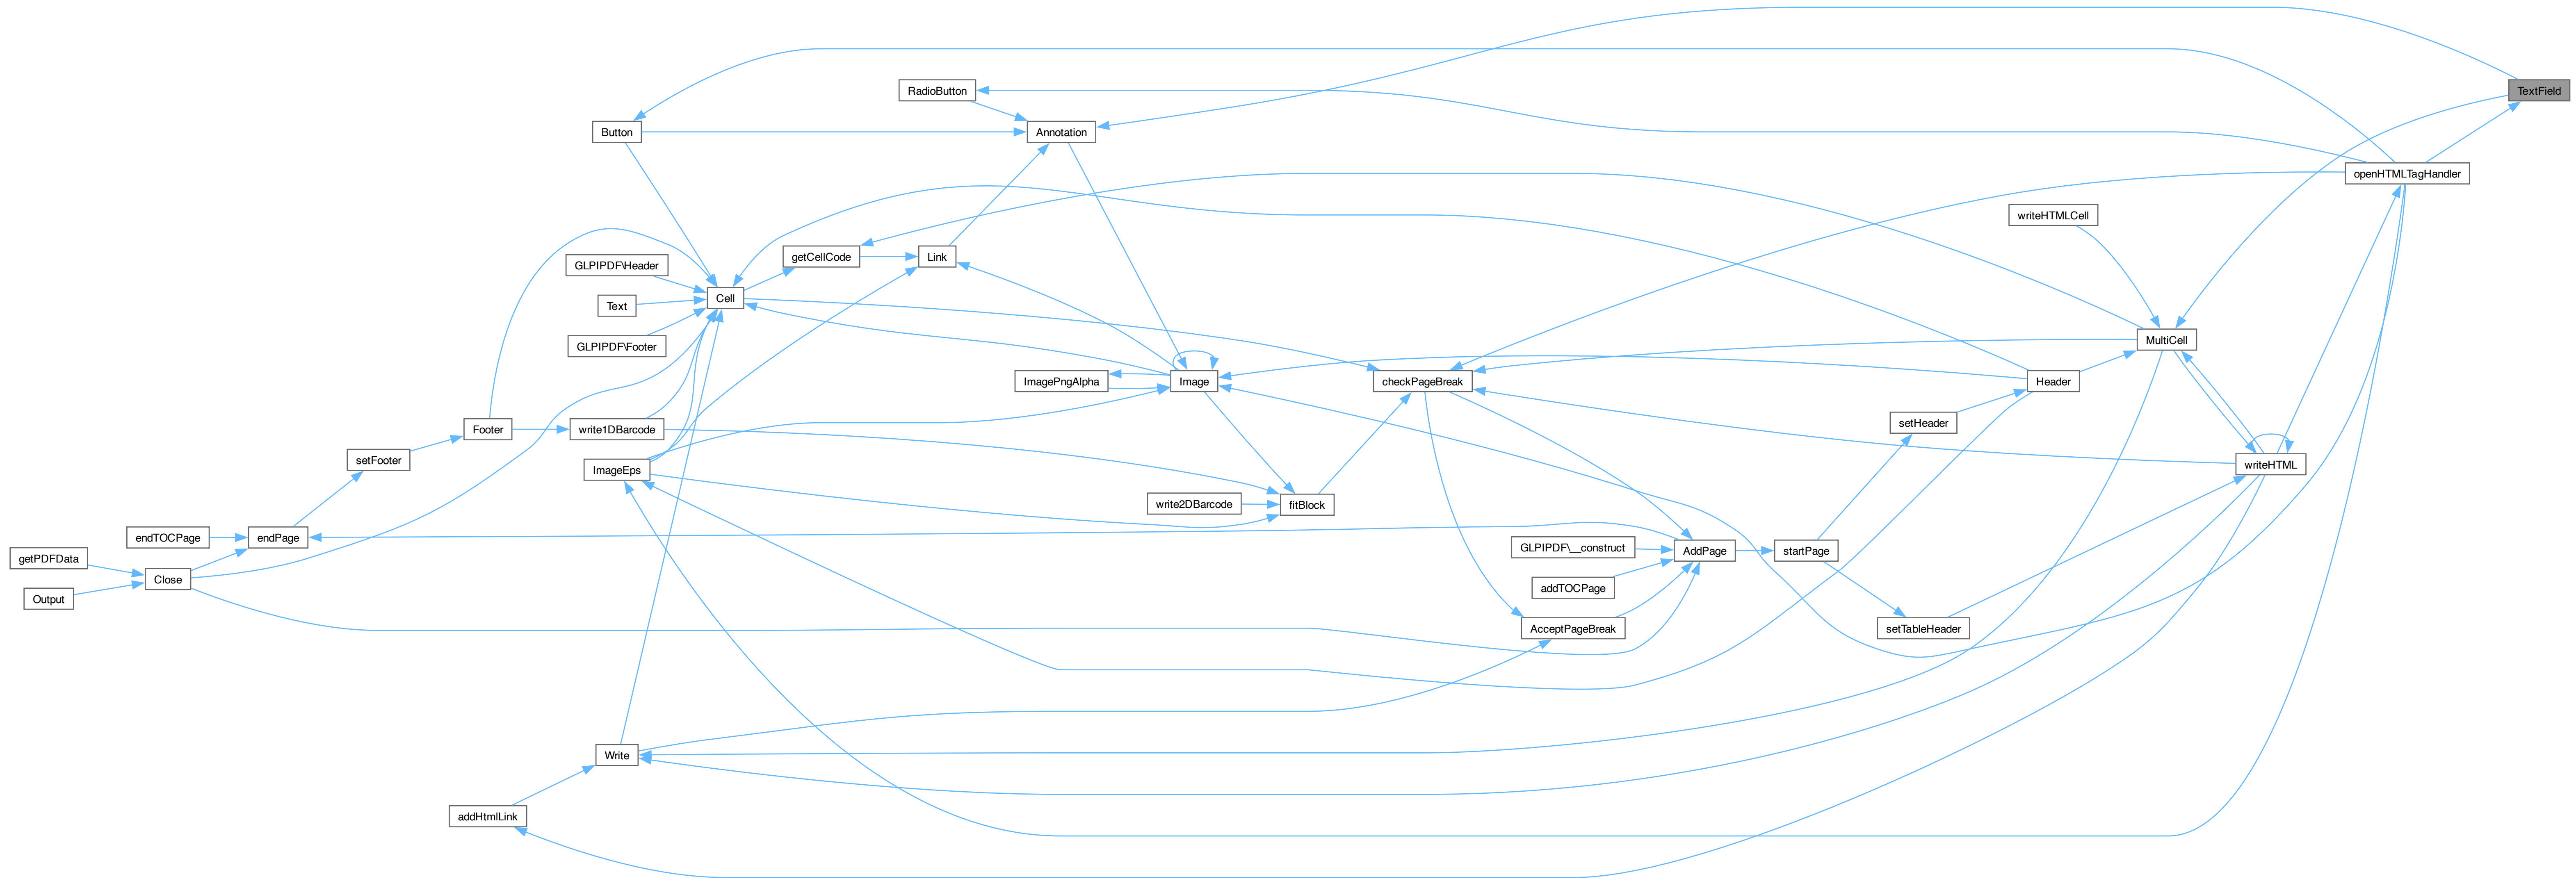 TextField
RadioButton
Button
Annotation
openHTMLTagHandler
writeHTMLCell
getCellCode
Link
GLPIPDF\Header
Cell
Text
GLPIPDF\Footer
MultiCell
ImagePngAlpha
Image
checkPageBreak
Header
setHeader
Footer
write1DBarcode
setFooter
ImageEps
writeHTML
write2DBarcode
fitBlock
endTOCPage
endPage
GLPIPDF\__construct
AddPage
startPage
getPDFData
Close
addTOCPage
Output
AcceptPageBreak
setTableHeader
Write
addHtmlLink